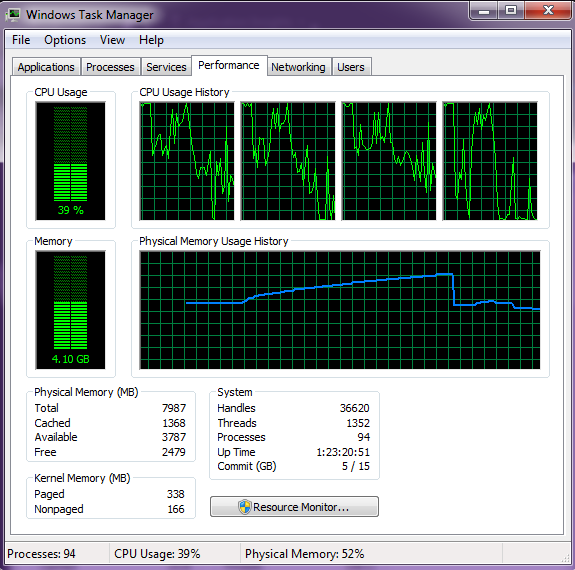 Windows Task Manager
File Options View Help
Applications Processes Services Performance Networking Users
CPU Usage CPU Usage History
39 %
Memory Physical Memory Usage History
4.10 GB
Physical Memory (MB)
Total 7987
Cached 1368
Available 3787
Free 2479
Kernel Memory (MB)
Paged 338
Nonpaged 166
System
Handles 36620
Threads 1352
Processes 94
Up Time 1:23:20:51
Commit (GB) 5 / 15
Resource Monitor...
Processes: 94 CPU Usage: 39% Physical Memory: 52%